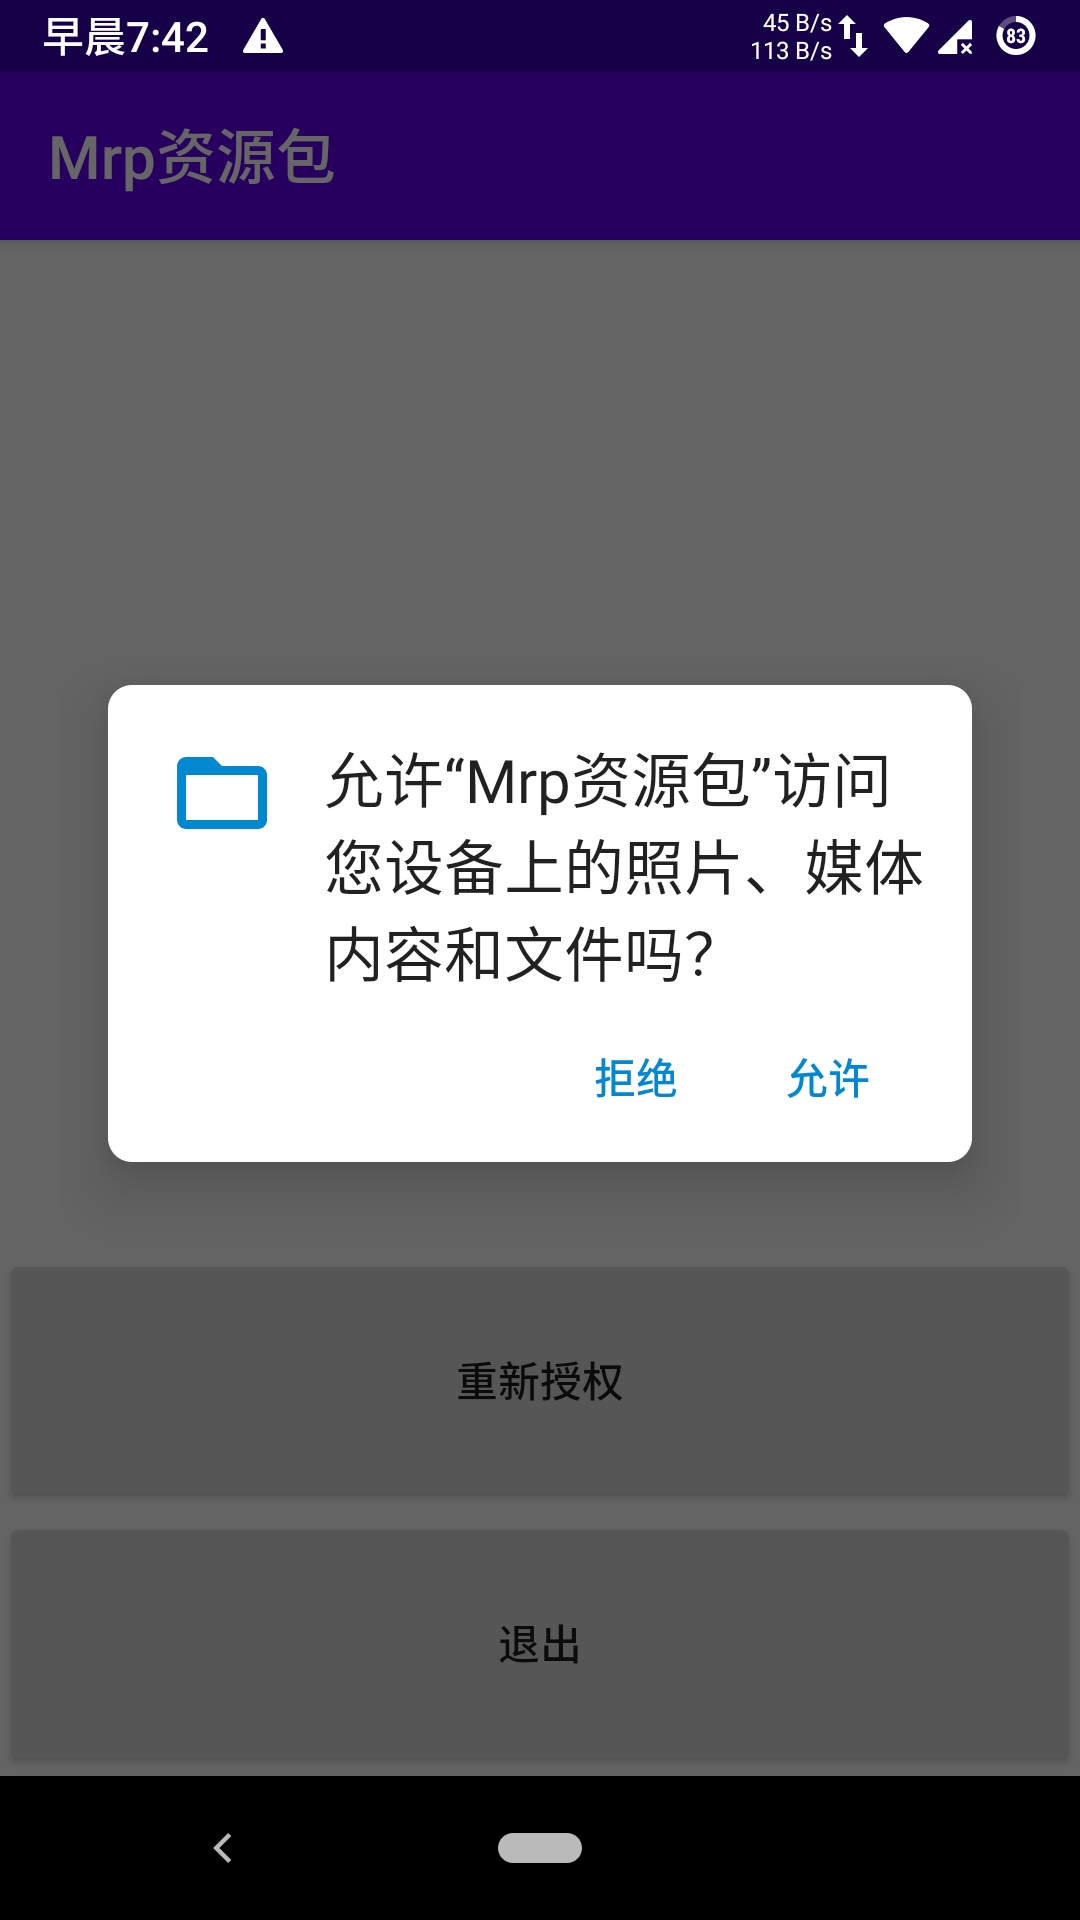 早晨7:42
45 B/s
113 B/s
83
Mrp资源包
允许“Mrp资源包”访问
您设备上的照片、媒体
内容和文件吗？
拒绝 允许
重新授权
退出